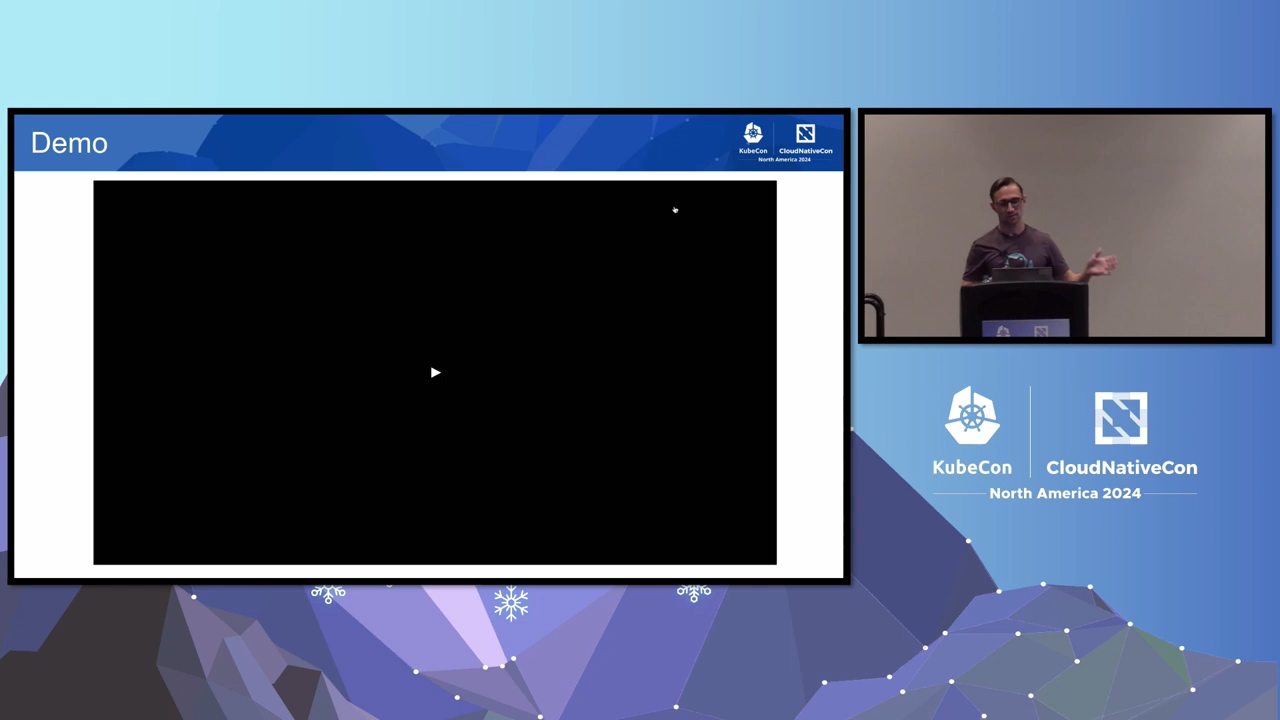 Demo
KubeCon
CloudNativeCon
North America 2024
KubeCon
CloudNativeCon
North America 2024